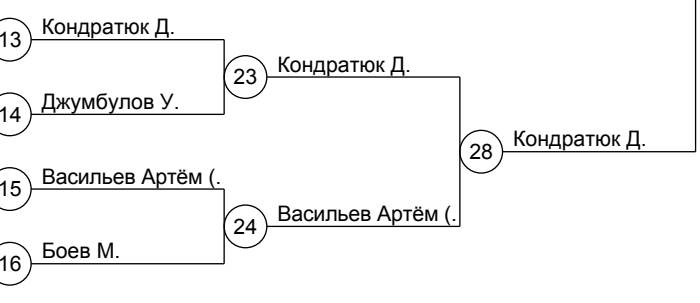 13 Кондратюк Д.
23 Кондратюк Д.
14 Джумбулов У.
28 Кондратюк Д.
15 Васильев Артём (.
24 Васильев Артём (.
16 Боев М.